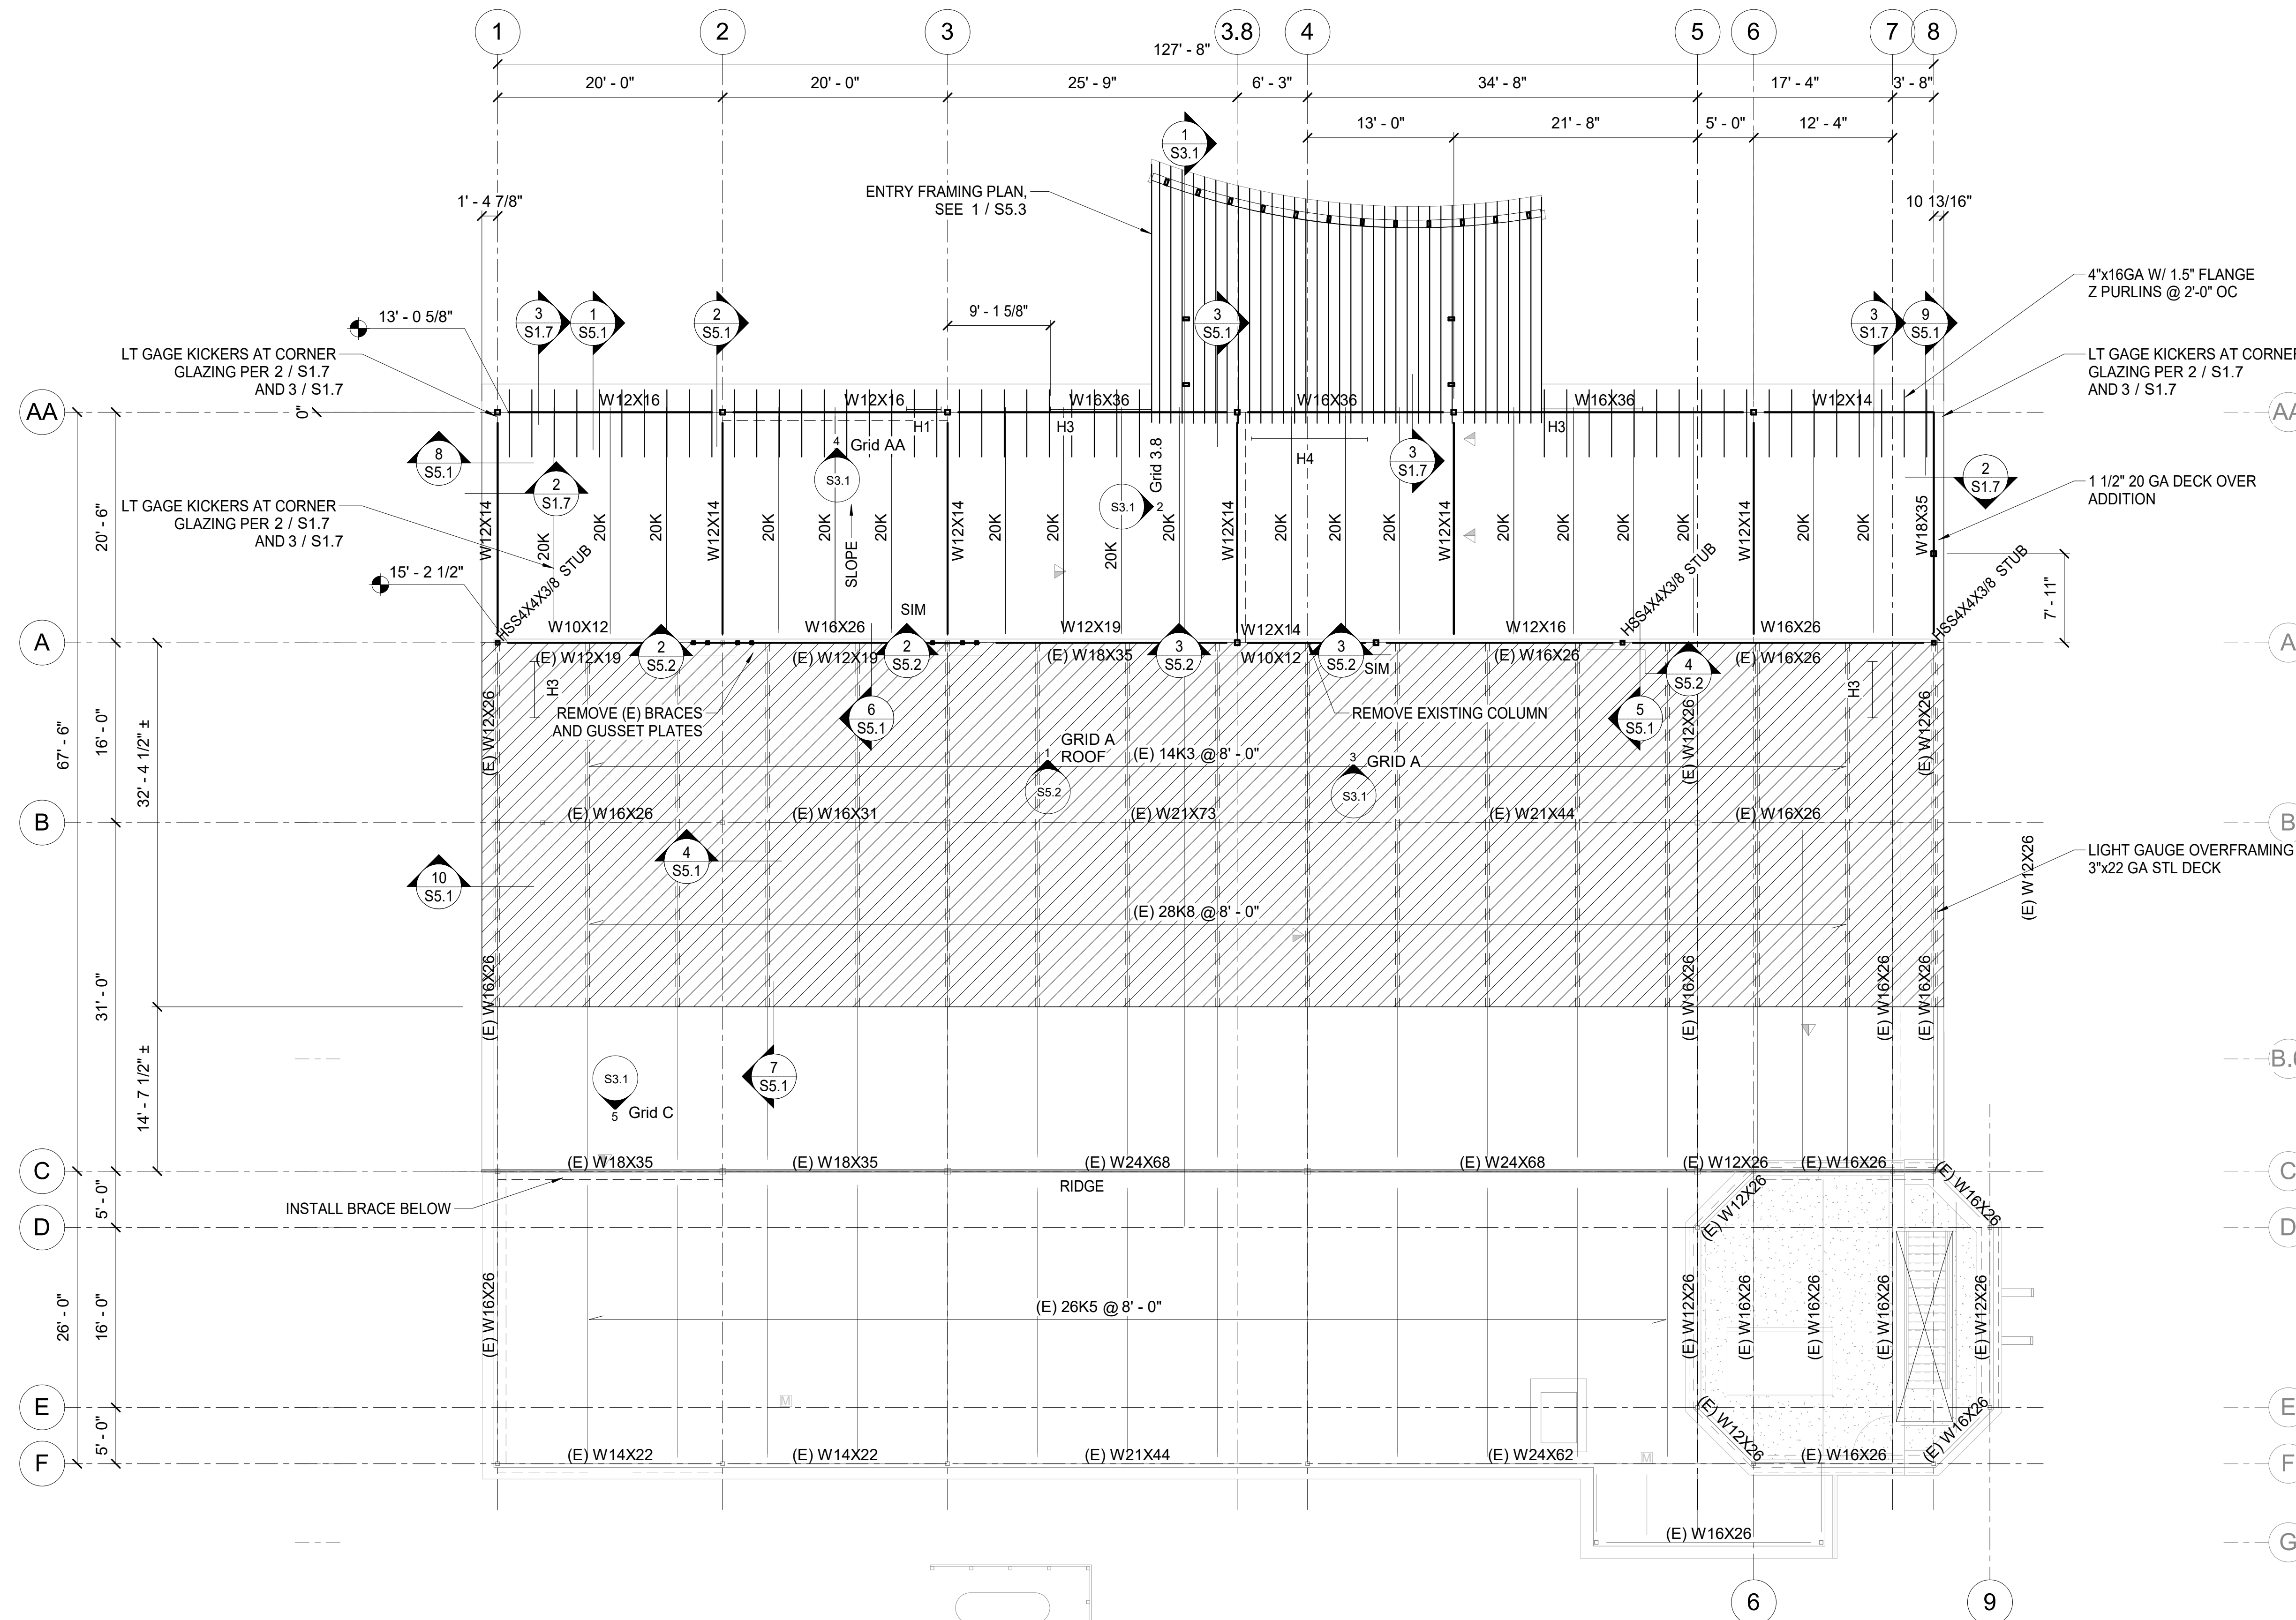 1
2
3
3.8
4
5
6
7
8
127' - 8"
20' - 0"
20' - 0"
25' - 9"
6' - 3"
34' - 8"
17' - 4"
3' - 8"
13' - 0"
21' - 8"
5' - 0"
12' - 4"
1
S3.1
ENTRY FRAMING PLAN,
SEE 1 / S5.3
1' - 4 7/8"
10 13/16"
4"x16GA W/ 1.5" FLANGE
Z PURLINS @ 2'-0" OC
13' - 0 5/8"
3
S1.7
1
S5.1
2
S5.1
9' - 1 5/8"
3
S5.1
3
S1.7
9
S5.1
LT GAGE KICKERS AT CORNER
GLAZING PER 2 / S1.7
AND 3 / S1.7
LT GAGE KICKERS AT CORNER
GLAZING PER 2 / S1.7
AND 3 / S1.7
AA
0"
W12X16
W12X16
W16X36
W16X36
W16X36
W12X14
AA
H1
H3
H3
4
Grid AA
S3.1
Grid 3.8
H4
3
S1.7
8
S5.1
2
S1.7
2
S1.7
LT GAGE KICKERS AT CORNER
GLAZING PER 2 / S1.7
AND 3 / S1.7
S3.1
2
1 1/2" 20 GA DECK OVER
ADDITION
20' - 6"
W12X14
20K
20K
20K
W12X14
20K
20K
20K
W12X14
20K
20K
20K
20K
W12X14
20K
20K
20K
W12X14
20K
20K
20K
20K
W12X14
20K
20K
W18X35
SLOPE
15' - 2 1/2"
HSS4X4X3/8 STUB
HSS4X4X3/8 STUB
HSS4X4X3/8 STUB
7' - 11"
SIM
A
W10X12
W16X26
W12X19
W12X14
W12X16
W16X26
A
2
S5.2
2
S5.2
3
S5.2
3
S5.2
SIM
4
S5.2
(E) W12X19
(E) W12X19
(E) W18X35
W10X12
(E) W16X26
(E) W16X26
H3
H3
(E) W12X26
(E) W12X26
(E) W12X26
REMOVE (E) BRACES
AND GUSSET PLATES
6
S5.1
REMOVE EXISTING COLUMN
5
S5.1
67' - 6"
16' - 0"
32' - 4 1/2" ±
1
GRID A
ROOF
S5.2
(E) 14K3 @ 8' - 0"
3
GRID A
S3.1
B
(E) W16X26
(E) W16X31
(E) W21X73
(E) W21X44
(E) W16X26
B
4
S5.1
10
S5.1
LIGHT GAUGE OVERFRAMING
3"x22 GA STL DECK
(E) W12X26
(E) 28K8 @ 8' - 0"
31' - 0"
(E) W16X26
(E) W16X26
(E) W16X26
(E) W16X26
14' - 7 1/2" ±
S3.1
5
Grid C
7
S5.1
C
(E) W18X35
(E) W18X35
(E) W24X68
(E) W24X68
(E) W12X26
(E) W16X26
C
RIDGE
INSTALL BRACE BELOW
(E) W12X26
(E) W16X26
5' - 0"
D
D
26' - 0"
16' - 0"
(E) W16X26
(E) 26K5 @ 8' - 0"
(E) W12X26
(E) W16X26
(E) W16X26
(E) W16X26
(E) W12X26
M
E
E
5' - 0"
(E) W12X26
(E) W16X26
F
(E) W14X22
(E) W14X22
(E) W21X44
(E) W24X62
M
(E) W16X26
F
(E) W16X26
G
6
9